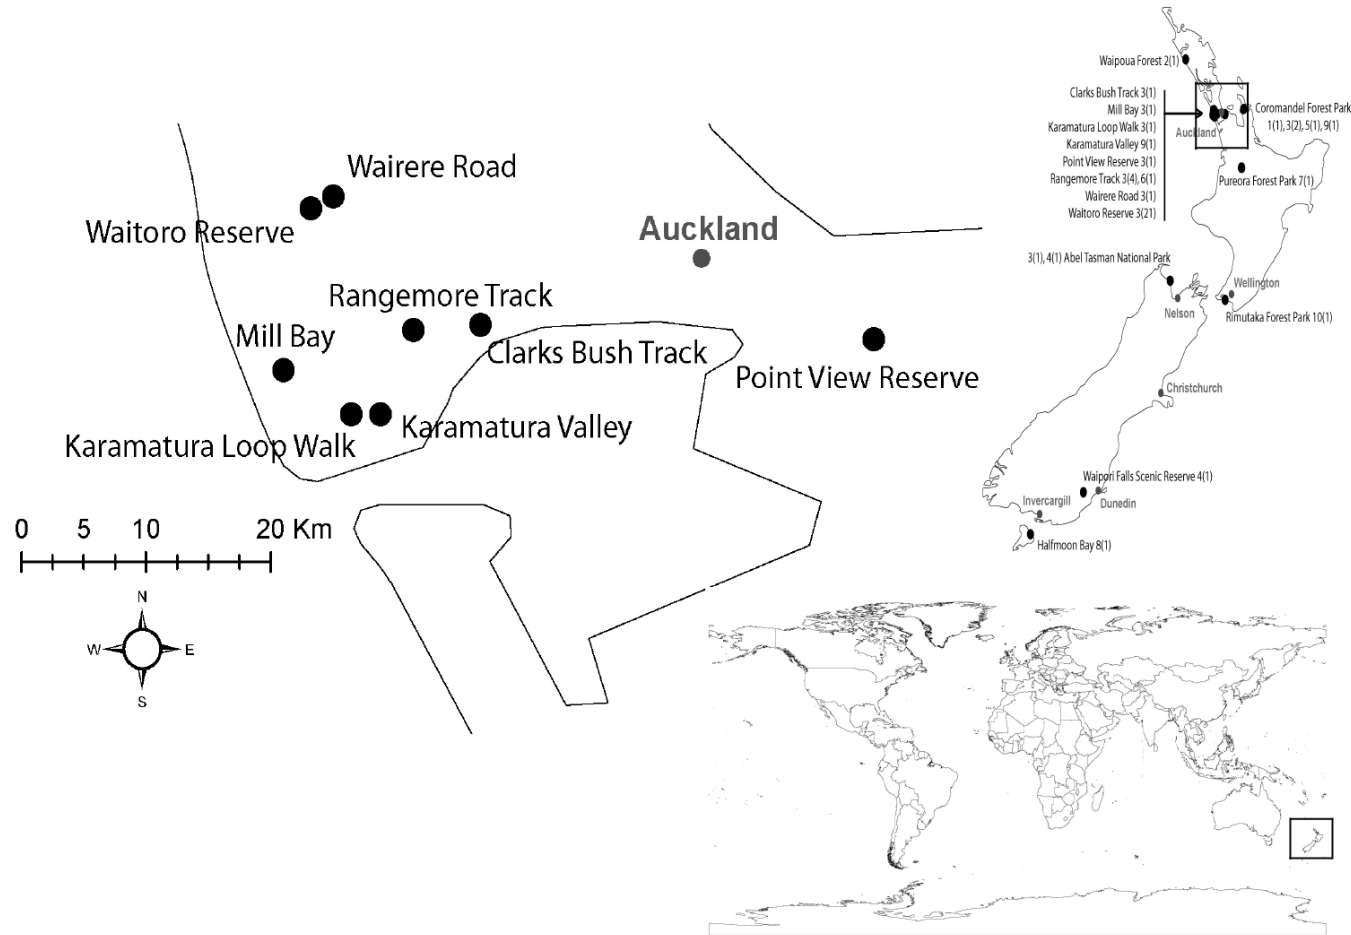 Wairere Road
Waitoro Reserve
Auckland
Rangemore Track
Mill Bay
Clarks Bush Track
Point View Reserve
Karamatura Valley
Karamatura Loop Walk
0 5 10 20 Km
N
W E
S
Waipoua Forest 2(1)
Clarks Bush Track 3(1)
Mill Bay 3(1)
Karamatura Loop Walk 3(1)
Karamatura Valley 9(1)
Point View Reserve 3(1)
Rangemore Track 3(4), 6(1)
Wairere Road 3(1)
Waitoro Reserve 3(21)
Auckland
Coromandel Forest Park
1(1), 3(2), 5(1), 9(1)
Pureora Forest Park 7(1)
3(1), 4(1) Abel Tasman National Park
Wellington
Nelson
Rimutaka Forest Park 10(1)
Christchurch
Waipori Falls Scenic Reserve 4(1)
Invercargill
Dunedin
Halfmoon Bay 8(1)